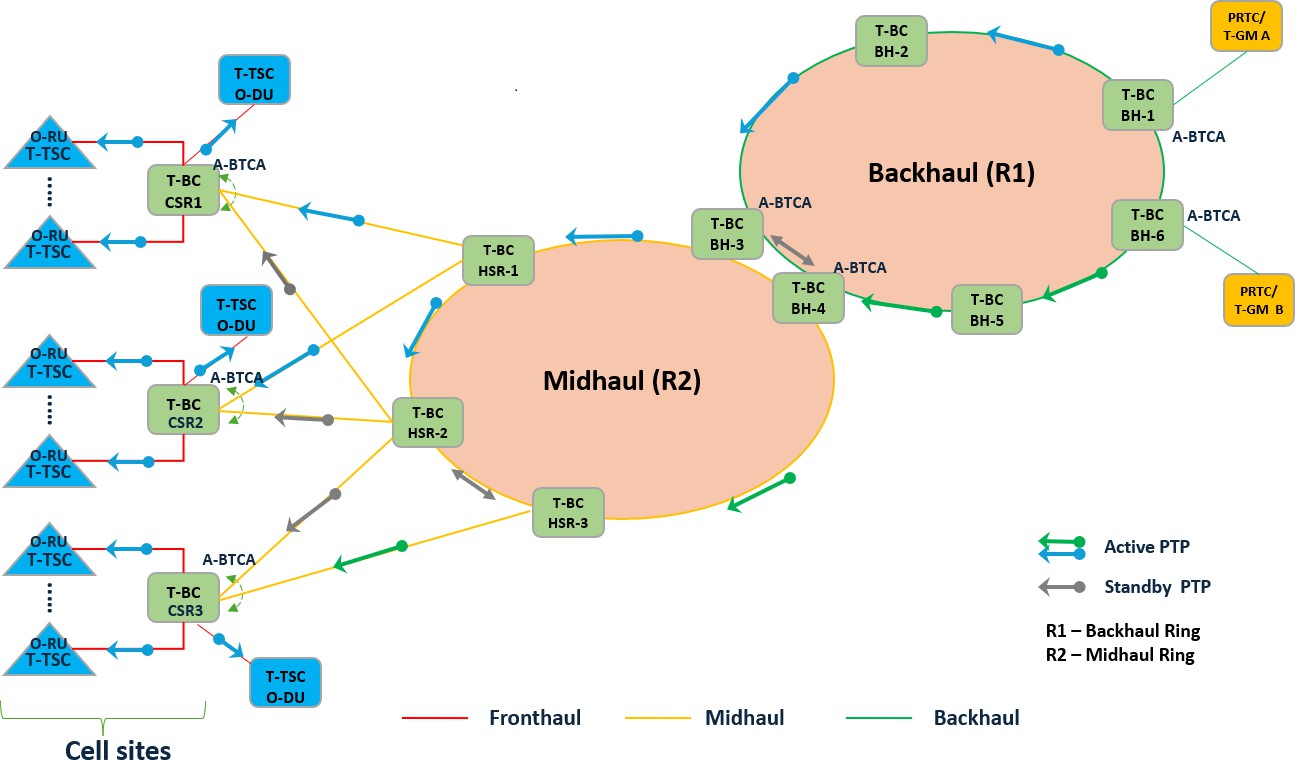 PRTC/
T-GM A
T-BC
BH-2
T-BC
BH-1
A-BTCA
T-TSC
O-DU
O-RU
T-TSC
A-BTCA
T-BC
CSR1
O-RU
T-TSC
Backhaul (R1)
A-BTCA
T-BC
BH-3
T-BC
BH-6
A-BTCA
A-BTCA
T-BC
HSR-1
T-BC
BH-4
T-BC
BH-5
PRTC/
T-GM B
T-TSC
O-DU
O-RU
T-TSC
A-BTCA
T-BC
CSR2
Midhaul (R2)
T-BC
HSR-2
O-RU
T-TSC
T-BC
HSR-3
O-RU
T-TSC
A-BTCA
T-BC
CSR3
O-RU
T-TSC
T-TSC
O-DU
Active PTP
Standby PTP
R1 – Backhaul Ring
R2 – Midhaul Ring
Fronthaul
Midhaul
Backhaul
Cell sites